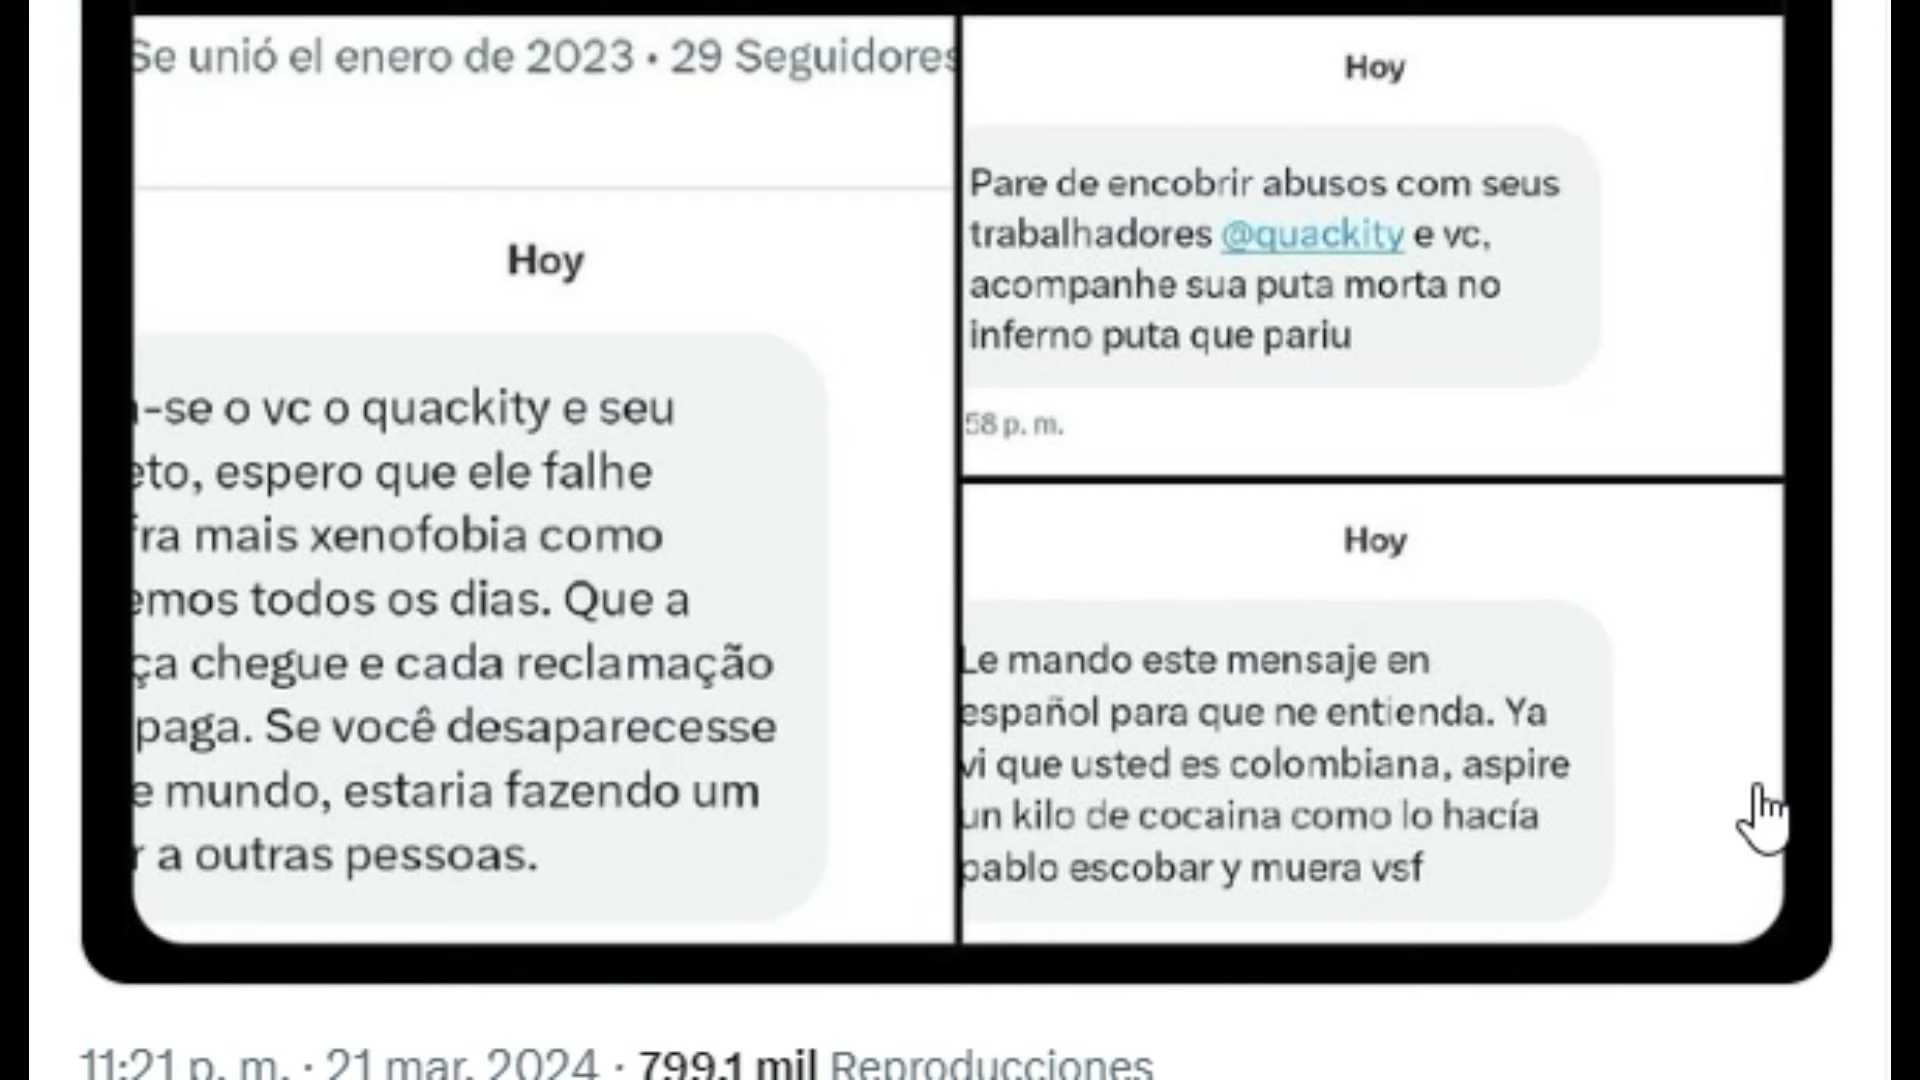 Se unió el enero de 2023 · 29 Seguidores
Hoy
-se o vc o quackity e seu
eto, espero que ele falhe
fra mais xenofobia como
emos todos os dias. Que a
ça chegue e cada reclamação
paga. Se você desaparecesse
e mundo, estaria fazendo um
r a outras pessoas.
Hoy
Pare de encobrir abusos com seus
trabalhadores @quackity e vc,
acompanhe sua puta morta no
inferno puta que pariu
58 p. m.
Hoy
Le mando este mensaje en
español para que ne entienda. Ya
vi que usted es colombiana, aspire
un kilo de cocaina como lo hacía
pablo escobar y muera vsf
11:21 p. m. · 21 mar. 2024 · 799.1 mil Reproducciones